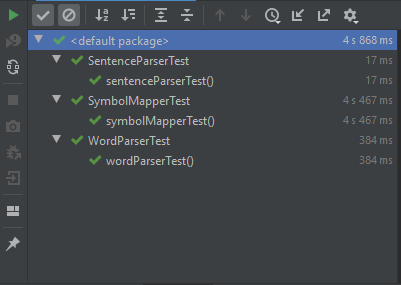 <default package> 4 s 868 ms
SentenceParserTest 17 ms
sentenceParserTest() 17 ms
SymbolMapperTest 4 s 467 ms
symbolMapperTest() 4 s 467 ms
WordParserTest 384 ms
wordParserTest() 384 ms